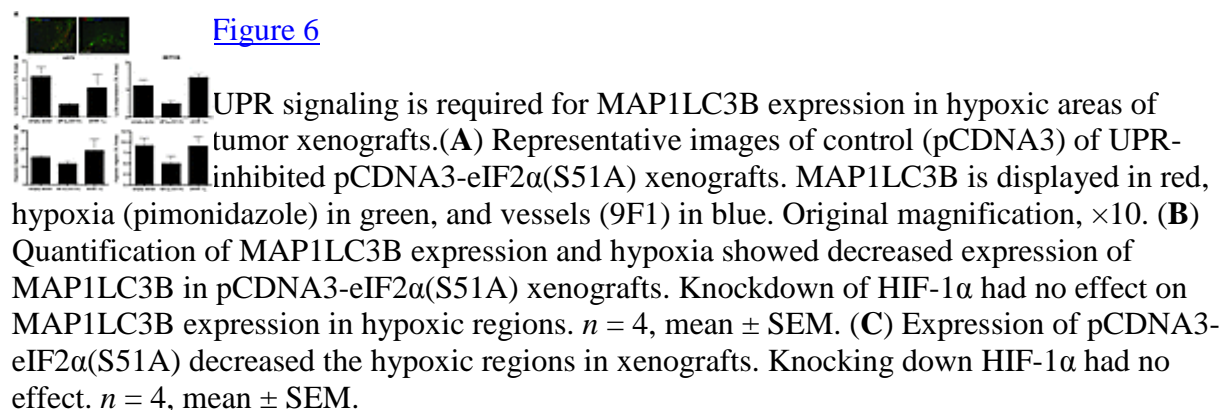 Figure 6
UPR signaling is required for MAP1LC3B expression in hypoxic areas of
tumor xenografts.(A) Representative images of control (pCDNA3) of UPR-
inhibited pCDNA3-eIF2α(S51A) xenografts. MAP1LC3B is displayed in red,
hypoxia (pimonidazole) in green, and vessels (9F1) in blue. Original magnification, ×10. (B)
Quantification of MAP1LC3B expression and hypoxia showed decreased expression of
MAP1LC3B in pCDNA3-eIF2α(S51A) xenografts. Knockdown of HIF-1α had no effect on
MAP1LC3B expression in hypoxic regions. n = 4, mean ± SEM. (C) Expression of pCDNA3-
eIF2α(S51A) decreased the hypoxic regions in xenografts. Knocking down HIF-1α had no
effect. n = 4, mean ± SEM.